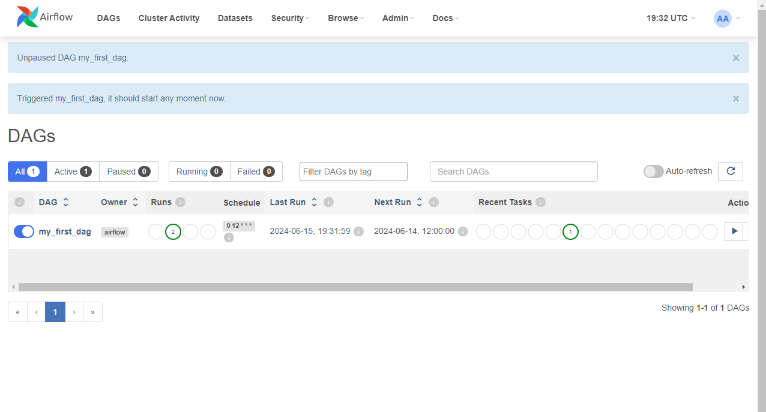 Airflow DAGs Cluster Activity Datasets Security Browse Admin Docs 19:32 UTC AA
Unpaused DAG my_first_dag. ×
Triggered my_first_dag, it should start any moment now. ×
DAGs
All 1 Active 1 Paused 0 Running 0 Failed 0 Filter DAGs by tag Search DAGs Auto-refresh
DAG Owner Runs Schedule Last Run Next Run Recent Tasks Actio
my_first_dag airflow 2 0 12 * * * 2024-06-15, 19:31:59 2024-06-14, 12:00:00 1
« ‹ 1 › » Showing 1-1 of 1 DAGs